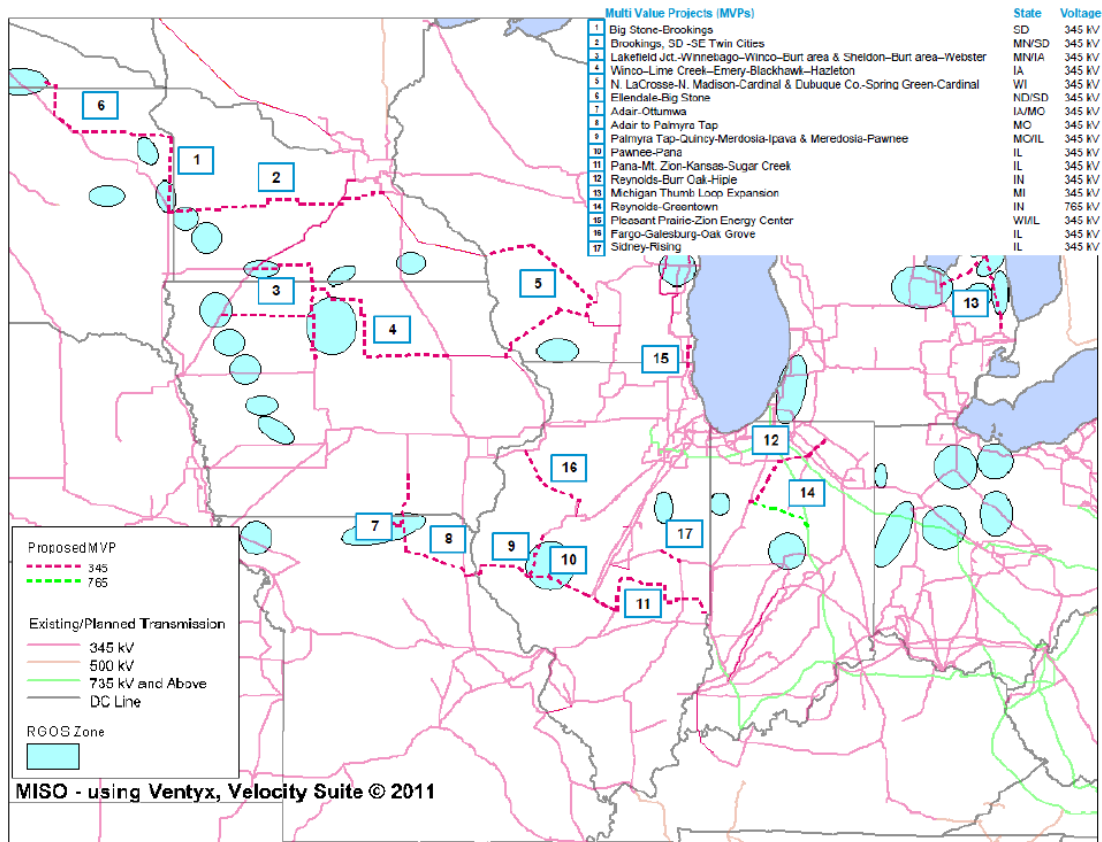 Multi Value Projects (MVPs) State Voltage
1 Big Stone-Brookings SD 345 kV
2 Brookings, SD -SE Twin Cities MN/SD 345 kV
3 Lakefield Jct.-Winnebago-Winco-Burt area & Sheldon-Burt area-Webster MN/IA 345 kV
4 Winco-Lime Creek-Emery-Blackhawk-Hazleton IA 345 kV
5 N. LaCrosse-N. Madison-Cardinal & Dubuque Co.-Spring Green-Cardinal WI 345 kV
6 Ellendale-Big Stone ND/SD 345 kV
7 Adair-Ottumwa IA/MO 345 kV
8 Adair to Palmyra Tap MO 345 kV
9 Palmyra Tap-Quincy-Merdosia-Ipava & Meredosia-Pawnee MO/IL 345 kV
10 Pawnee-Pana IL 345 kV
11 Pana-Mt. Zion-Kansas-Sugar Creek IL 345 kV
12 Reynolds-Burr Oak-Hiple IN 345 kV
13 Michigan Thumb Loop Expansion MI 345 kV
14 Reynolds-Greentown IN 765 kV
15 Pleasant Prairie-Zion Energy Center WI/IL 345 kV
16 Fargo-Galesburg-Oak Grove IL 345 kV
17 Sidney-Rising IL 345 kV
6
1
2
3
4
5
13
15
12
16
14
7
8
9
10
17
11
Proposed MVP
345
765
Existing/Planned Transmission
345 kV
500 kV
735 kV and Above
DC Line
RGOS Zone
MISO - using Ventyx, Velocity Suite © 2011